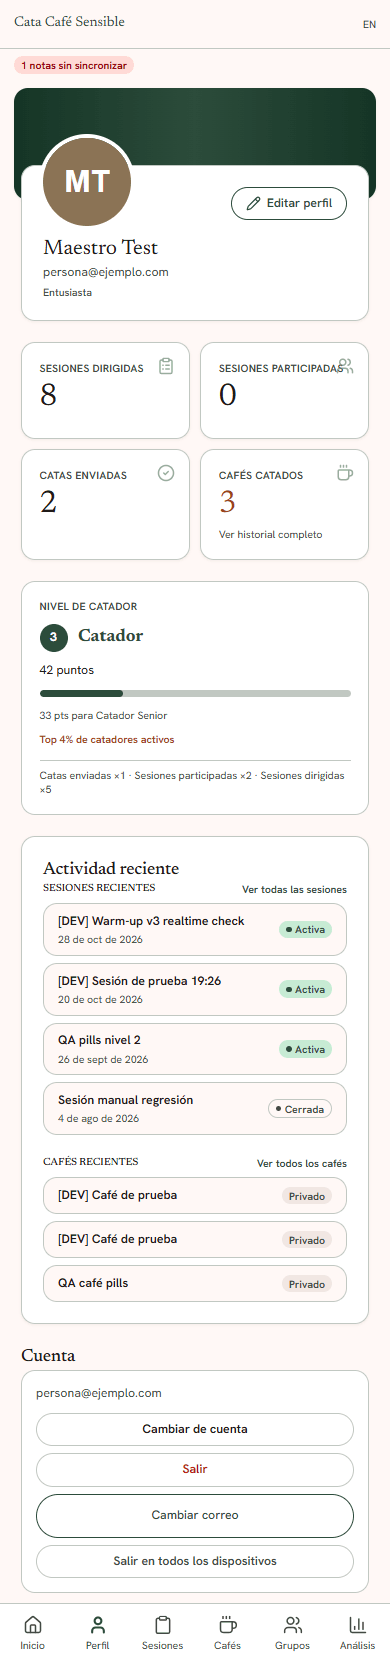 Cata Café Sensible
EN
1 notas sin sincronizar
MT
Editar perfil
Maestro Test
persona@ejemplo.com
Entusiasta
SESIONES DIRIGIDAS
8
SESIONES PARTICIPADAS
0
CATAS ENVIADAS
2
CAFÉS CATADOS
3
Ver historial completo
NIVEL DE CATADOR
3 Catador
42 puntos
33 pts para Catador Senior
Top 4% de catadores activos
Catas enviadas ×1 · Sesiones participadas ×2 · Sesiones dirigidas
×5
Actividad reciente
SESIONES RECIENTES
Ver todas las sesiones
[DEV] Warm-up v3 realtime check
28 de oct de 2026
Activa
[DEV] Sesión de prueba 19:26
20 de oct de 2026
Activa
QA pills nivel 2
26 de sept de 2026
Activa
Sesión manual regresión
4 de ago de 2026
Cerrada
CAFÉS RECIENTES
Ver todos los cafés
[DEV] Café de prueba
Privado
[DEV] Café de prueba
Privado
QA café pills
Privado
Cuenta
persona@ejemplo.com
Cambiar de cuenta
Salir
Cambiar correo
Salir en todos los dispositivos
Inicio
Perfil
Sesiones
Cafés
Grupos
Análisis